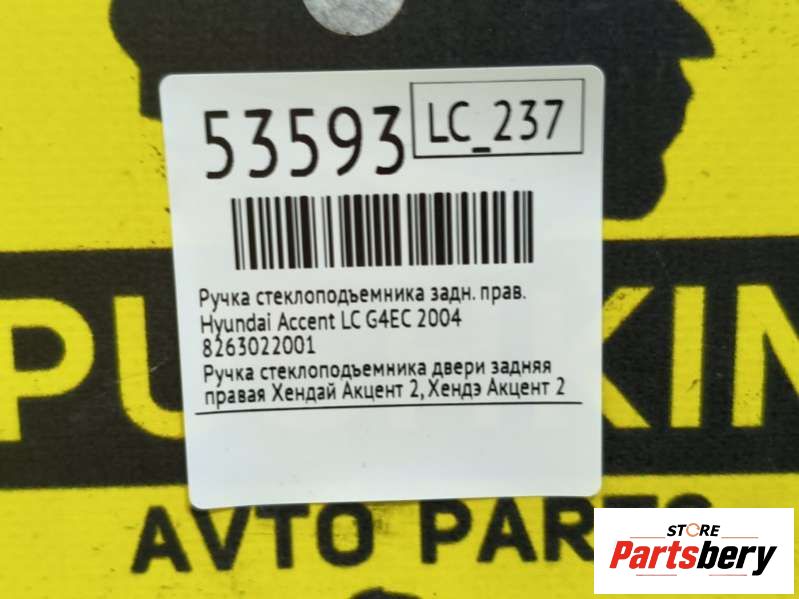 53593
LC_237
Ручка стеклоподъемника задн. прав.
Hyundai Accent LC G4EC 2004
8263022001
Ручка стеклоподъемника двери задняя
правая Хендай Акцент 2, Хендэ Акцент 2
AVTO PARTS
STORE
Partsbery